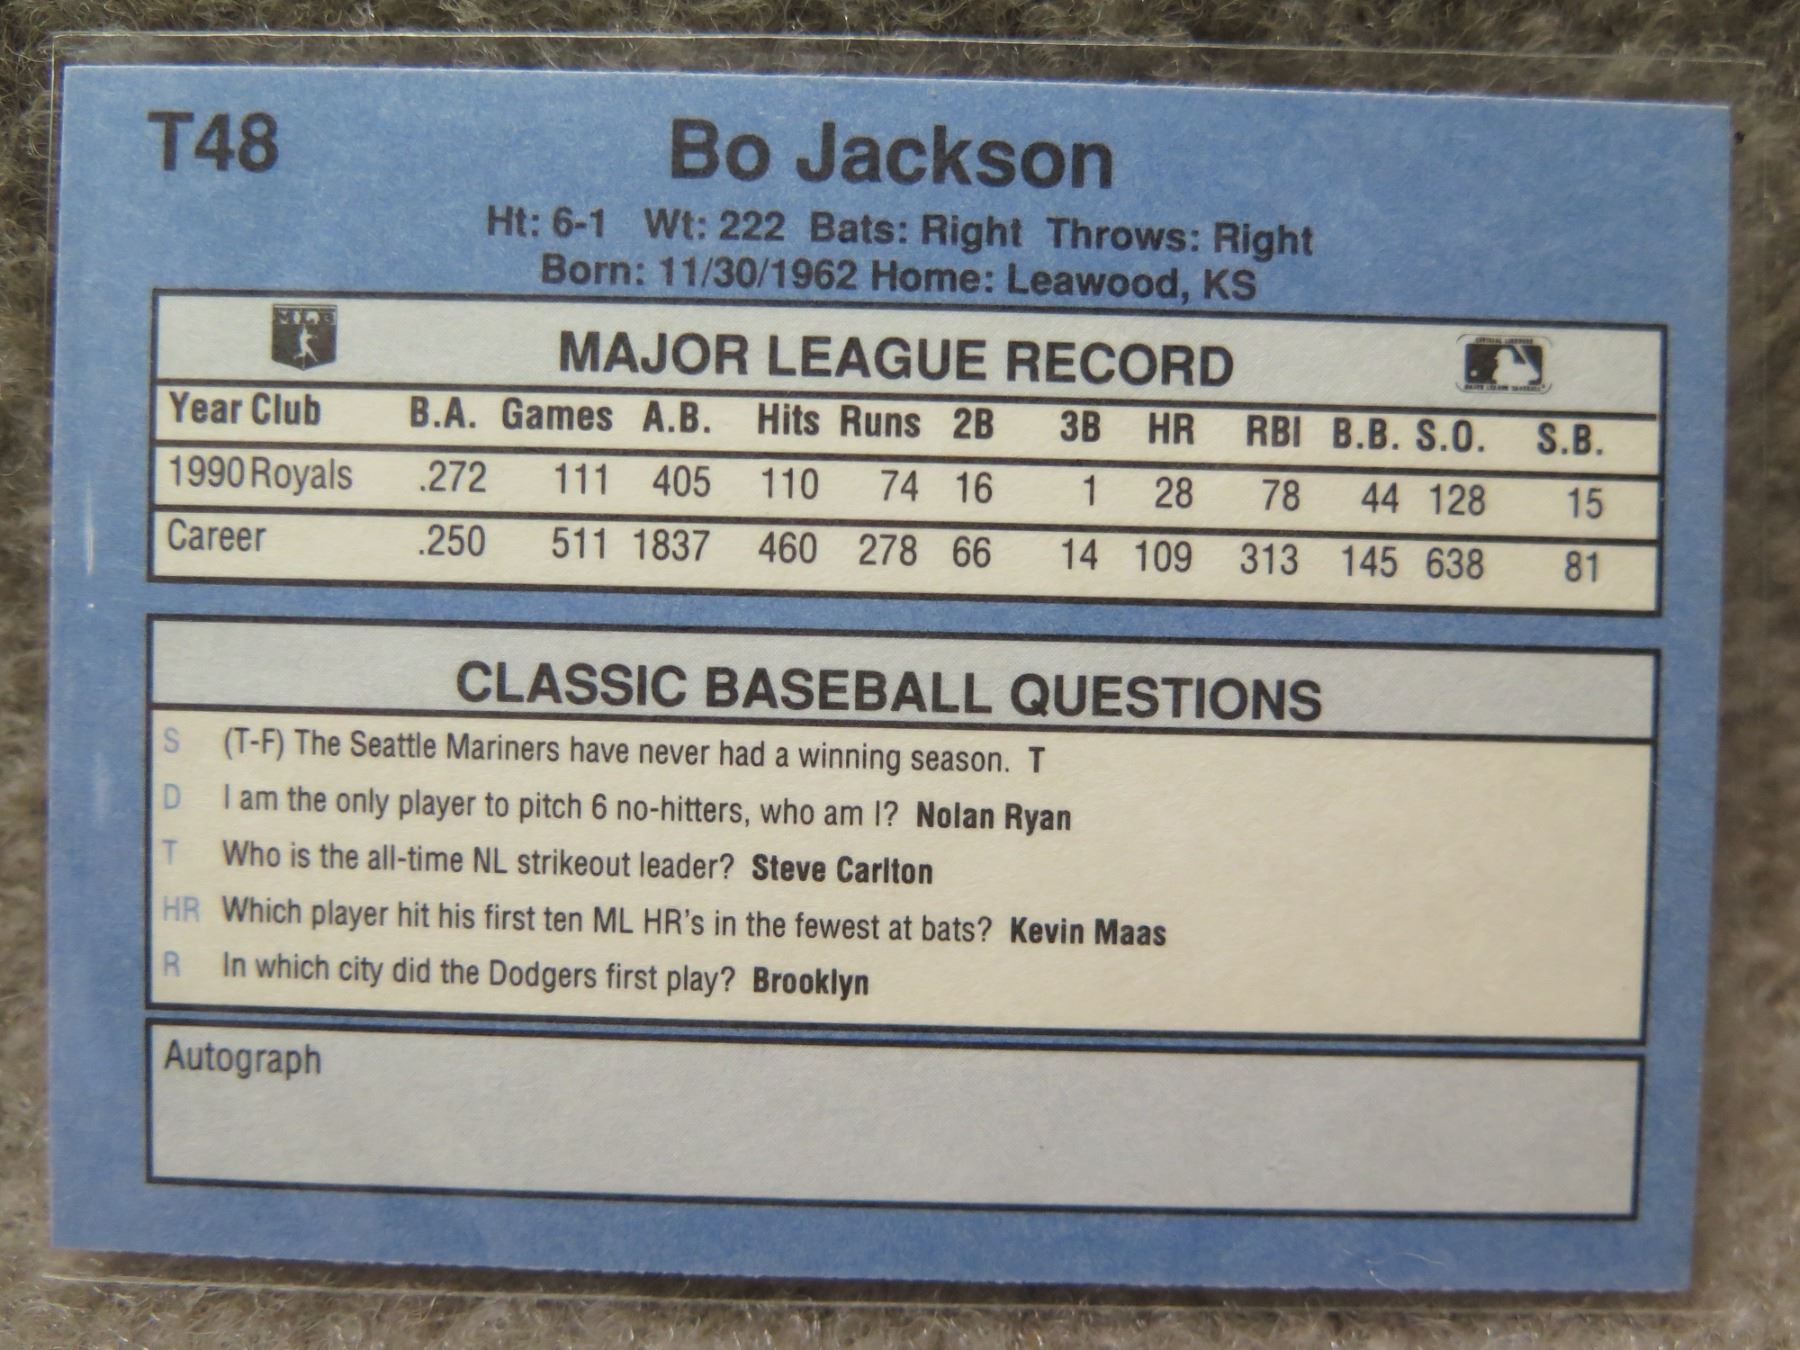 T48
Bo Jackson
Ht: 6-1 Wt: 222 Bats: Right Throws: Right
Born: 11/30/1962 Home: Leawood, KS
MLB
MAJOR LEAGUE RECORD
Year Club B.A. Games A.B. Hits Runs 2B 3B HR RBI B.B. S.O. S.B.
1990 Royals .272 111 405 110 74 16 1 28 78 44 128 15
Career .250 511 1837 460 278 66 14 109 313 145 638 81
CLASSIC BASEBALL QUESTIONS
S (T-F) The Seattle Mariners have never had a winning season. T
D I am the only player to pitch 6 no-hitters, who am I? Nolan Ryan
T Who is the all-time NL strikeout leader? Steve Carlton
HR Which player hit his first ten ML HR's in the fewest at bats? Kevin Maas
R In which city did the Dodgers first play? Brooklyn
Autograph